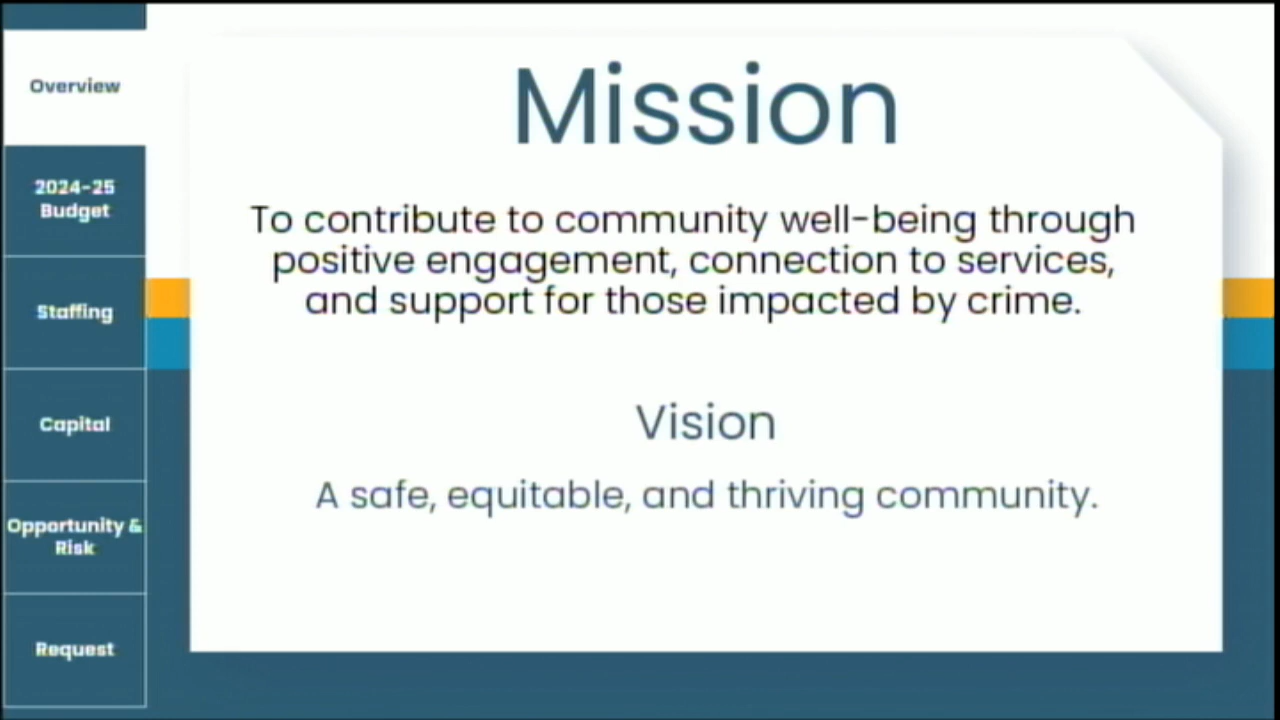 Overview
2024-25
Budget
Staffing
Capital
Opportunity &
Risk
Request
Mission
To contribute to community well-being through
positive engagement, connection to services,
and support for those impacted by crime.
Vision
A safe, equitable, and thriving community.